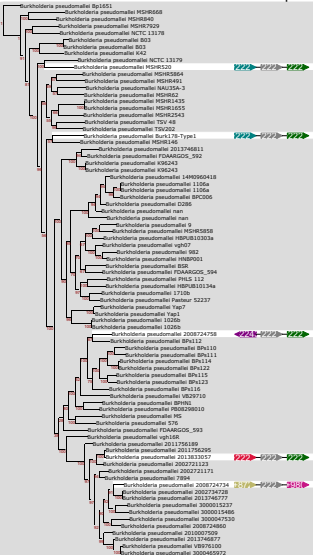 Burkholderia pseudomallei Bp1651
Burkholderia pseudomallei MSHR668
Burkholderia pseudomallei MSHR840
Burkholderia pseudomallei MSHR7929
Burkholderia pseudomallei NCTC 13178
Burkholderia pseudomallei B03
Burkholderia pseudomallei B03
Burkholderia pseudomallei K42
Burkholderia pseudomallei NCTC 13179
Burkholderia pseudomallei MSHR520
Burkholderia pseudomallei MSHR5864
Burkholderia pseudomallei MSHR491
Burkholderia pseudomallei NAU35A-3
Burkholderia pseudomallei MSHR62
Burkholderia pseudomallei MSHR1435
Burkholderia pseudomallei MSHR1655
Burkholderia pseudomallei MSHR2543
Burkholderia pseudomallei TSV 48
Burkholderia pseudomallei TSV202
Burkholderia pseudomallei Burk178-Type1
Burkholderia pseudomallei MSHR146
Burkholderia pseudomallei 2013746811
Burkholderia pseudomallei FDAARGOS_592
Burkholderia pseudomallei K96243
Burkholderia pseudomallei K96243
Burkholderia pseudomallei 14M0960418
Burkholderia pseudomallei 1106a
Burkholderia pseudomallei 1106a
Burkholderia pseudomallei BPC006
Burkholderia pseudomallei D286
Burkholderia pseudomallei nan
Burkholderia pseudomallei nan
Burkholderia pseudomallei 9
Burkholderia pseudomallei MSHR5858
Burkholderia pseudomallei HBPUB10303a
Burkholderia pseudomallei vgh07
Burkholderia pseudomallei 982
Burkholderia pseudomallei HNBP001
Burkholderia pseudomallei BSR
Burkholderia pseudomallei FDAARGOS_594
Burkholderia pseudomallei PHLS 112
Burkholderia pseudomallei HBPUB10134a
Burkholderia pseudomallei 1710b
Burkholderia pseudomallei Pasteur 52237
Burkholderia pseudomallei Yap7
Burkholderia pseudomallei Yap3
Burkholderia pseudomallei 1026b
Burkholderia pseudomallei 1026b
Burkholderia pseudomallei 2008724758
Burkholderia pseudomallei BPs112
Burkholderia pseudomallei BPs110
Burkholderia pseudomallei BPs111
Burkholderia pseudomallei BPs114
Burkholderia pseudomallei BPs122
Burkholderia pseudomallei BPs115
Burkholderia pseudomallei BPs123
Burkholderia pseudomallei BPs116
Burkholderia pseudomallei VB29710
Burkholderia pseudomallei BPHN1
Burkholderia pseudomallei PB08298010
Burkholderia pseudomallei MS
Burkholderia pseudomallei 576
Burkholderia pseudomallei FDAARGOS_593
Burkholderia pseudomallei vgh16R
Burkholderia pseudomallei 2011756189
Burkholderia pseudomallei 2011756295
Burkholderia pseudomallei 2013833057
Burkholderia pseudomallei 2002721123
Burkholderia pseudomallei 2002721171
Burkholderia pseudomallei 7894
Burkholderia pseudomallei 2008724734
Burkholderia pseudomallei 2002734728
Burkholderia pseudomallei 2013746777
Burkholderia pseudomallei 3000015237
Burkholderia pseudomallei 3000015486
Burkholderia pseudomallei 3000047530
Burkholderia pseudomallei 2008724860
Burkholderia pseudomallei 2010007509
Burkholderia pseudomallei 2013746877
Burkholderia pseudomallei VB976100
Burkholderia pseudomallei 3000465972